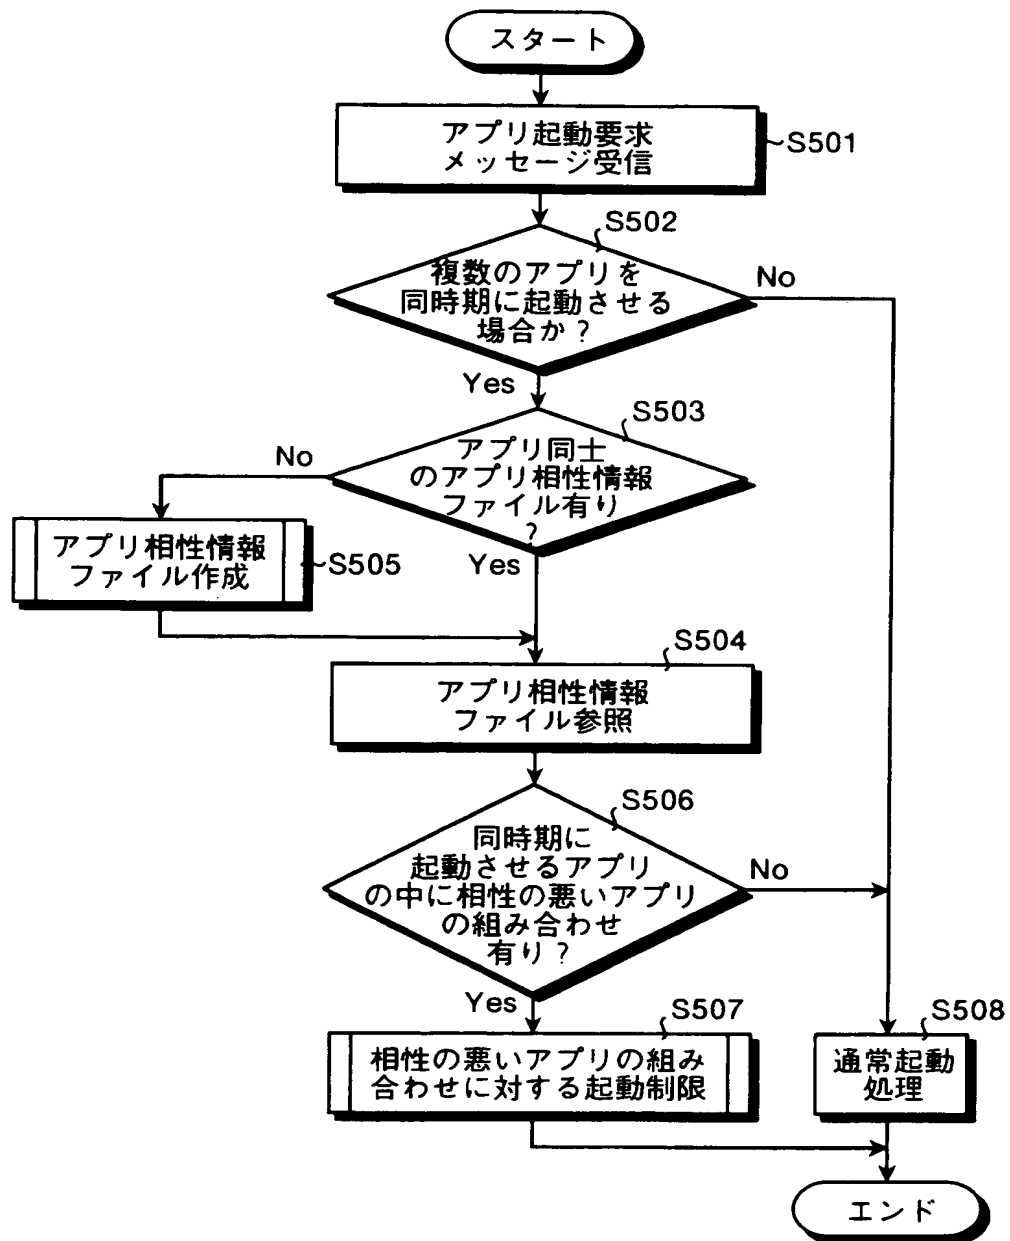 スタート
アプリ起動要求
メッセージ受信
S501
S502
複数のアプリを
同時期に起動させる
場合か？
No
Yes
S503
アプリ同士
のアプリ相性情報
ファイル有り
？
No
Yes
アプリ相性情報
ファイル作成
S505
S504
アプリ相性情報
ファイル参照
S506
同時期に
起動させるアプリ
の中に相性の悪いアプリ
の組み合わせ
有り？
No
Yes
S507
相性の悪いアプリの組み
合わせに対する起動制限
S508
通常起動
処理
エンド